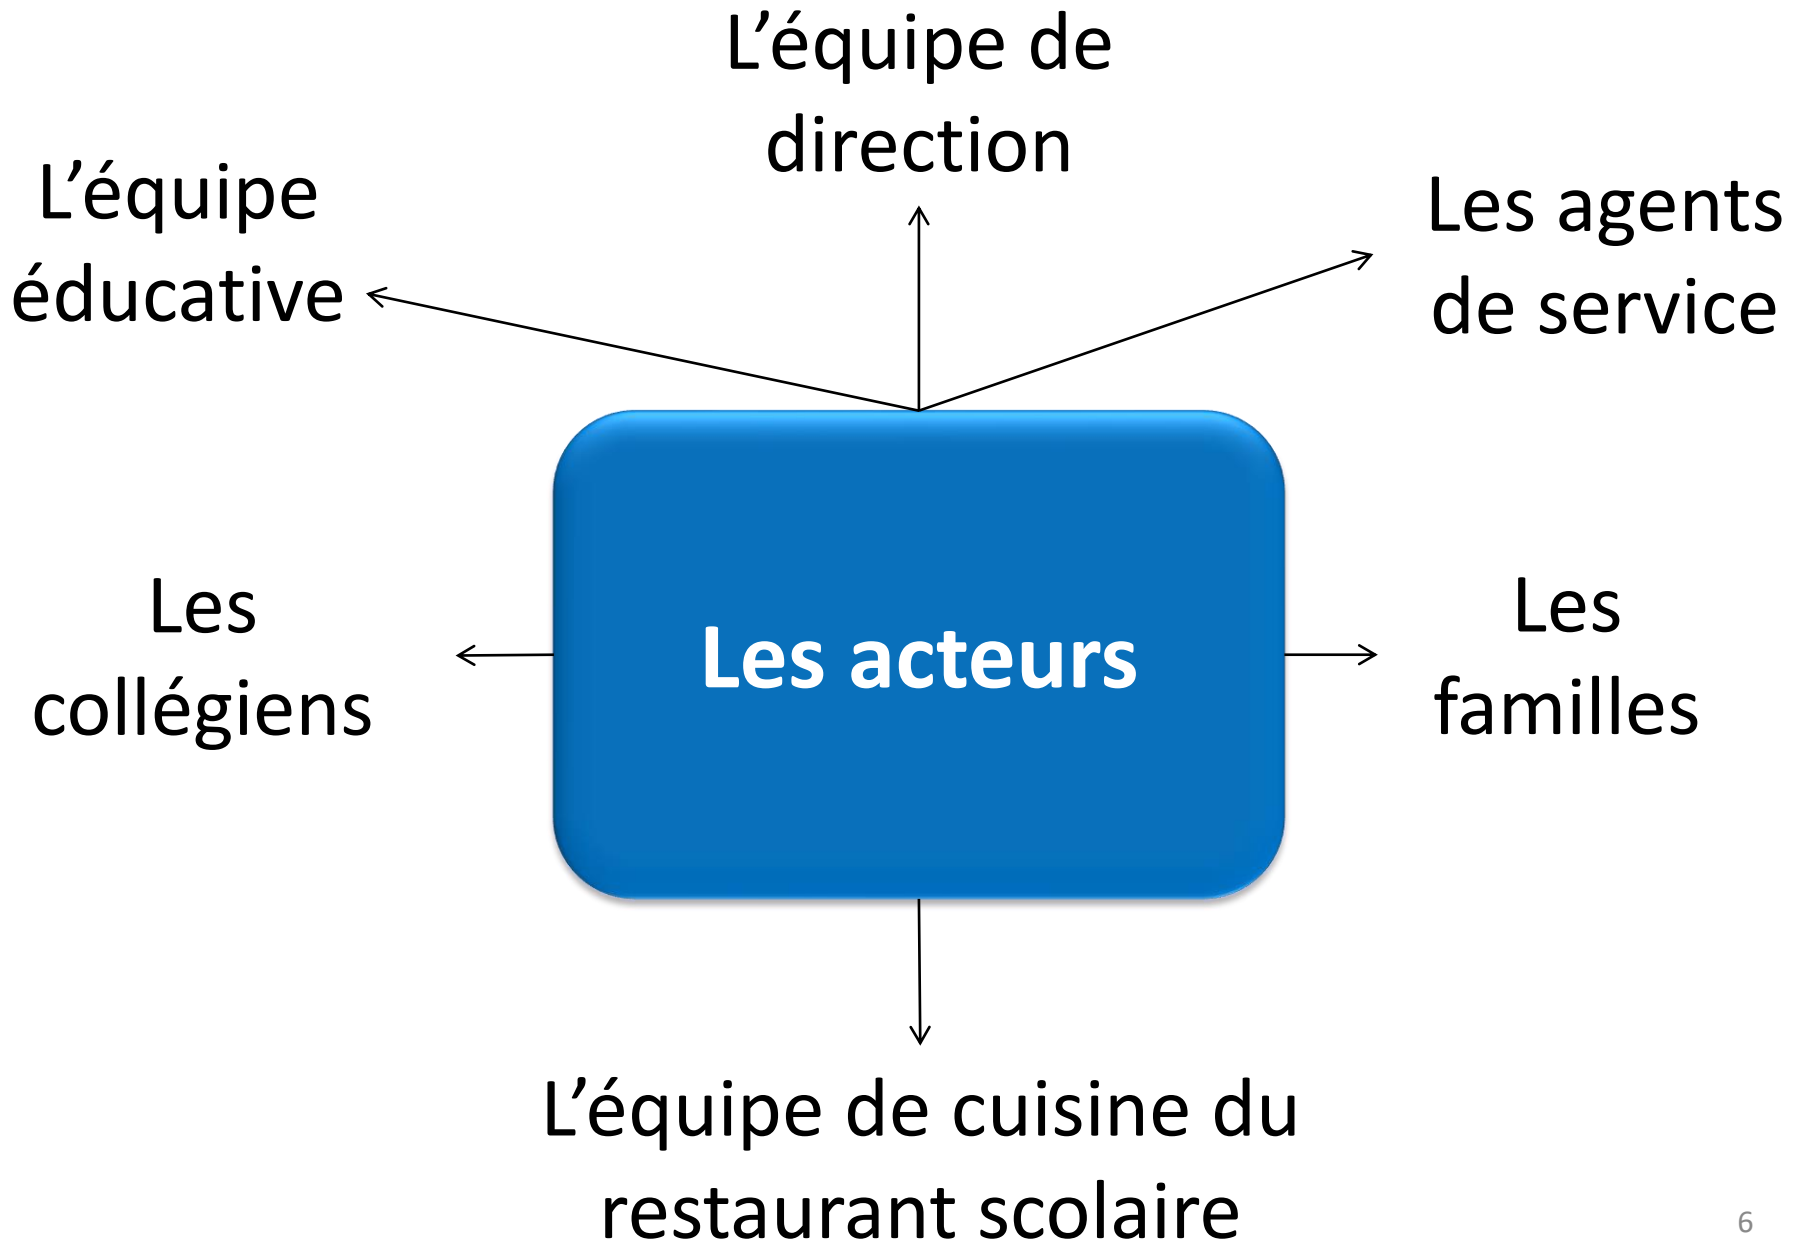 L’équipe de
direction
L’équipe
éducative
Les agents
de service
Les
collégiens
Les acteurs
Les
familles
L’équipe de cuisine du
restaurant scolaire
6